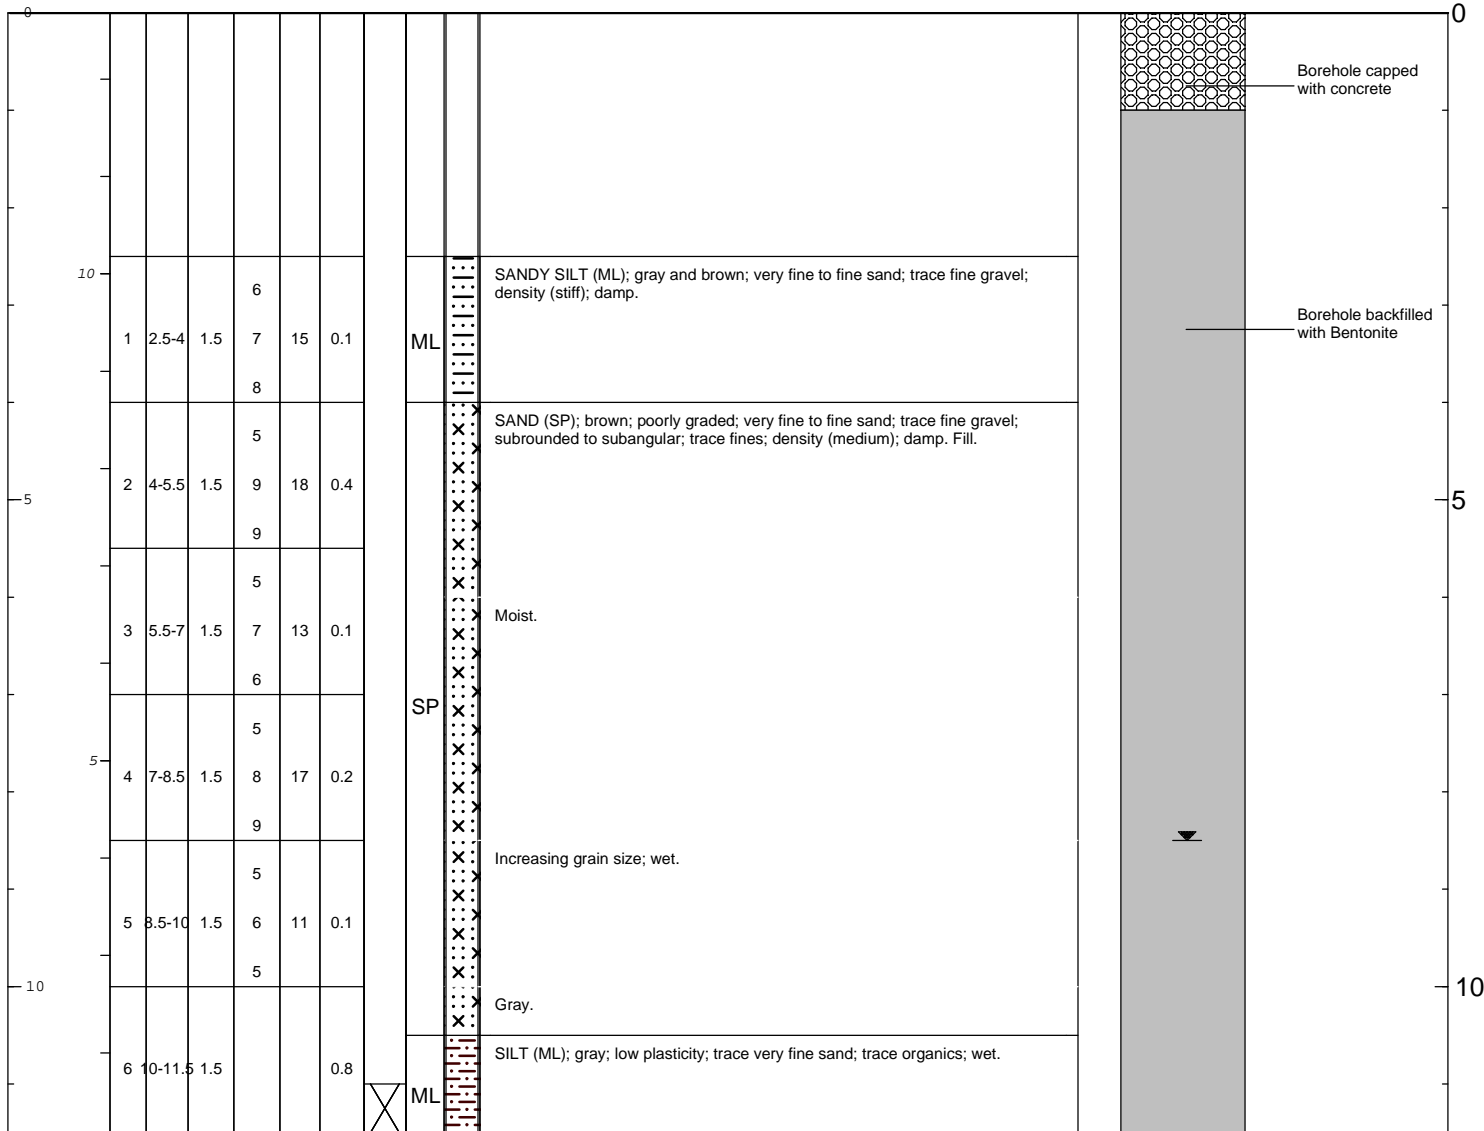 0
0
Borehole capped
with concrete
10
SANDY SILT (ML); gray and brown; very fine to fine sand; trace fine gravel;
density (stiff); damp.
6
1 2.5-4 1.5 7 15 0.1
ML
8
Borehole backfilled
with Bentonite
SAND (SP); brown; poorly graded; very fine to fine sand; trace fine gravel;
subrounded to subangular; trace fines; density (medium); damp. Fill.
5
2 4-5.5 1.5 9 18 0.4
9
5
5
5
3 5.5-7 1.5 7 13 0.1
6
Moist.
SP
5
5
4 7-8.5 1.5 8 17 0.2
9
Increasing grain size; wet.
5
5 8.5-10 1.5 6 11 0.1
5
10
10
Gray.
SILT (ML); gray; low plasticity; trace very fine sand; trace organics; wet.
6 10-11.5 1.5 0.8
ML